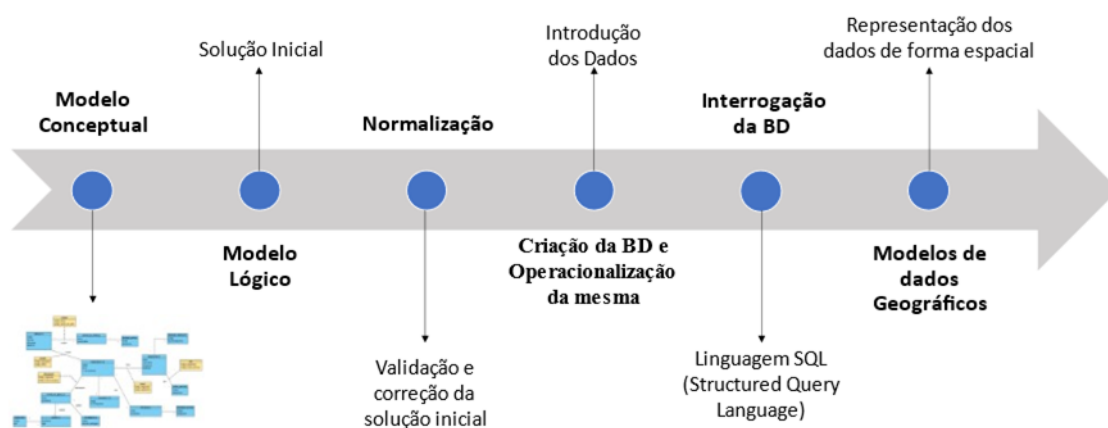 Solução Inicial
Introdução
dos Dados
Representação dos
dados de forma espacial
Modelo
Conceptual
Normalização
Interrogação
da BD
Modelo
Lógico
Criação da BD e
Operacionalização
da mesma
Modelos de
dados
Geográficos
Validação e
correção da
solução inicial
Linguagem SQL
(Structured Query
Language)